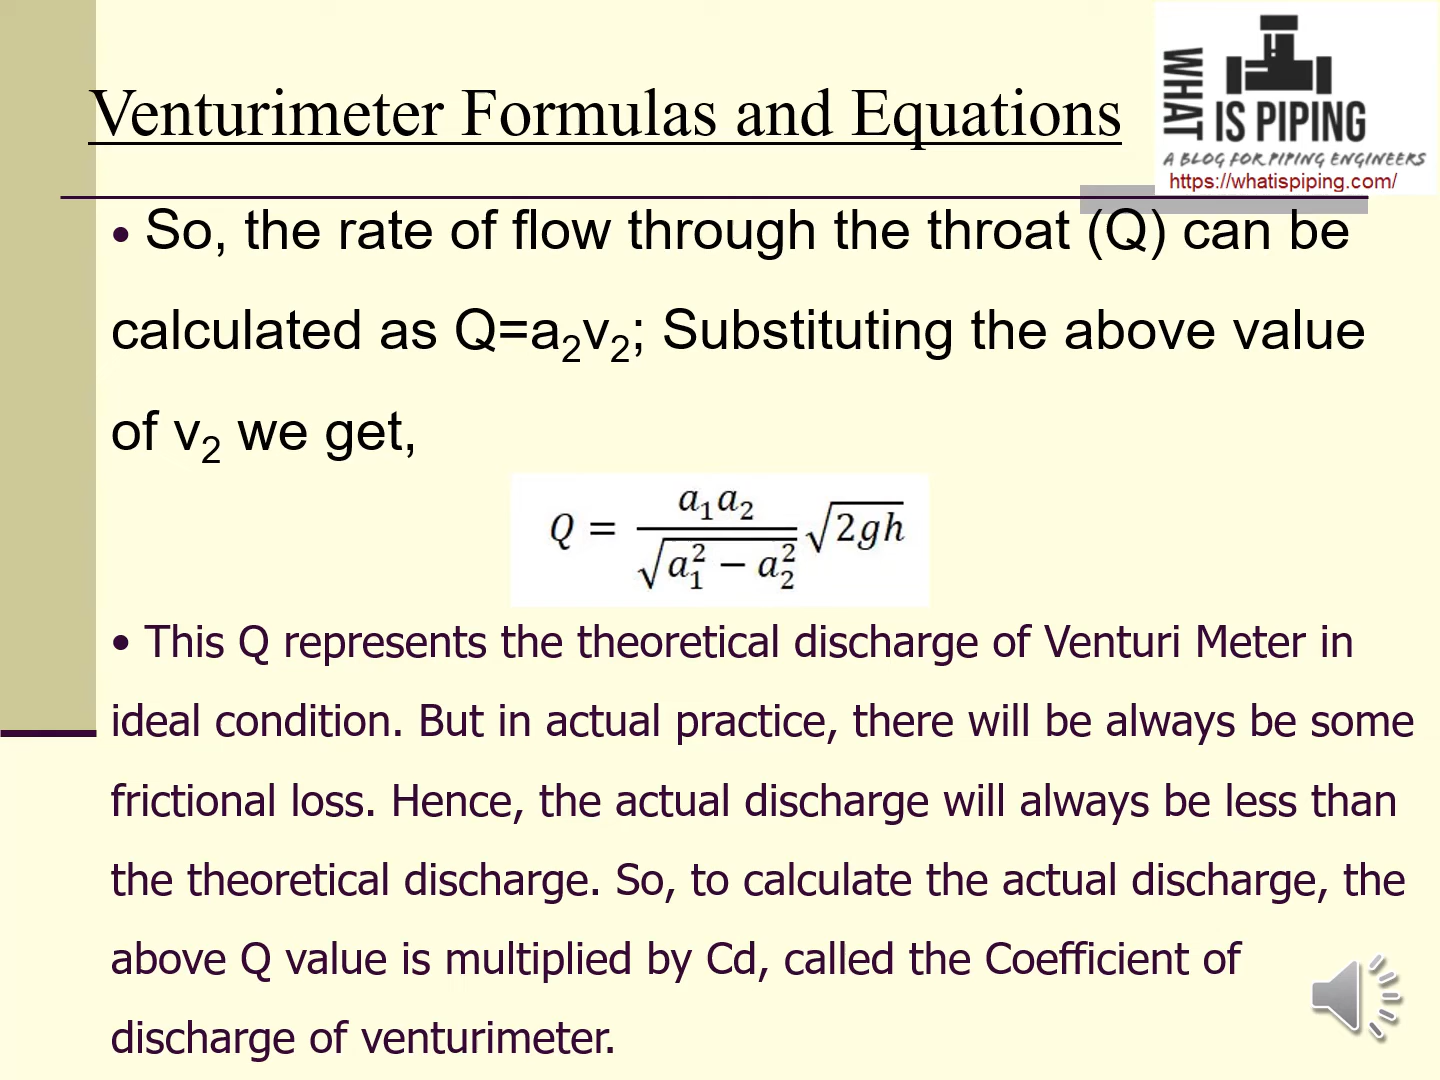 WHAT
IS PIPING
A BLOG FOR PIPING ENGINEERS
https://whatispiping.com/
Venturimeter Formulas and Equations
• So, the rate of flow through the throat (Q) can be
calculated as Q=a₂v₂; Substituting the above value
of v₂ we get,
Q = a₁a₂ / √(a₁² − a₂²) √(2gh)
• This Q represents the theoretical discharge of Venturi Meter in
ideal condition. But in actual practice, there will be always be some
frictional loss. Hence, the actual discharge will always be less than
the theoretical discharge. So, to calculate the actual discharge, the
above Q value is multiplied by Cd, called the Coefficient of
discharge of venturimeter.